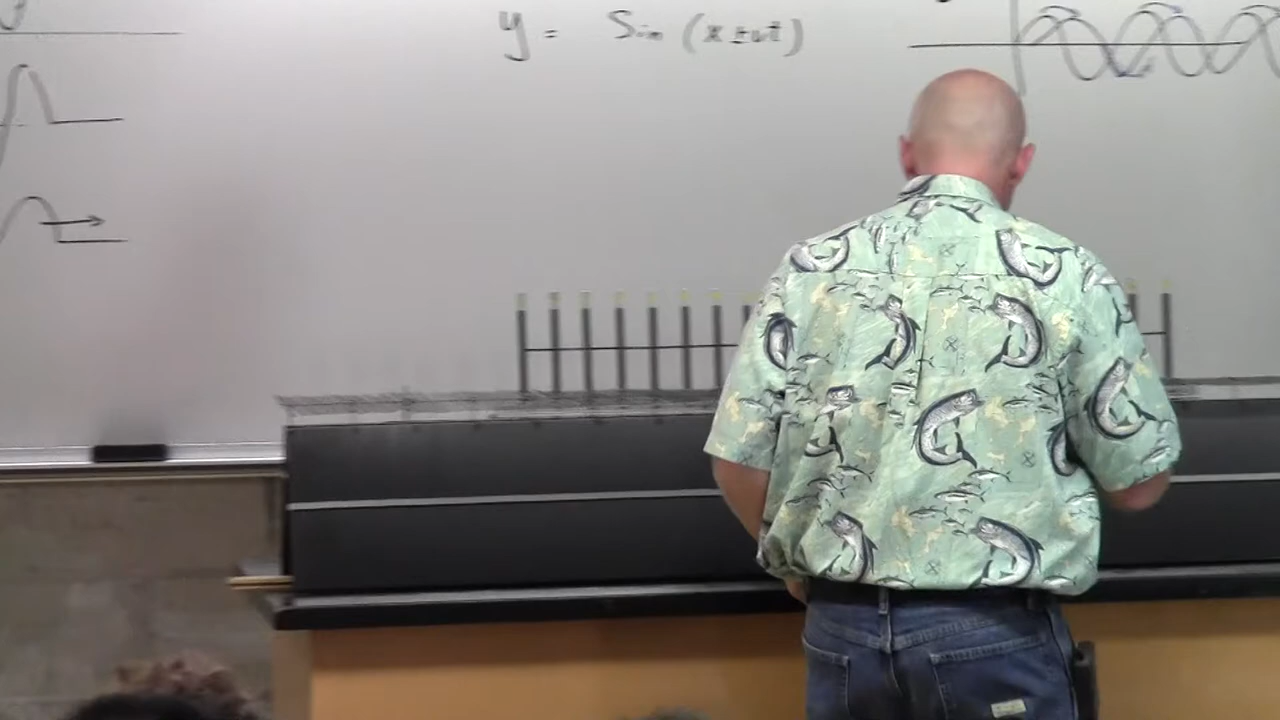 y = Sin (x ± ωt)